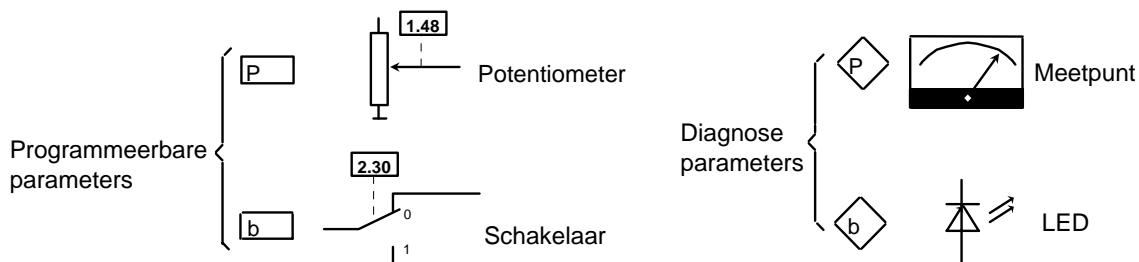 Programmeerbare
parameters
P
1.48
Potentiometer
b
2.30
0
1
Schakelaar
Diagnose
parameters
P
Meetpunt
b
LED